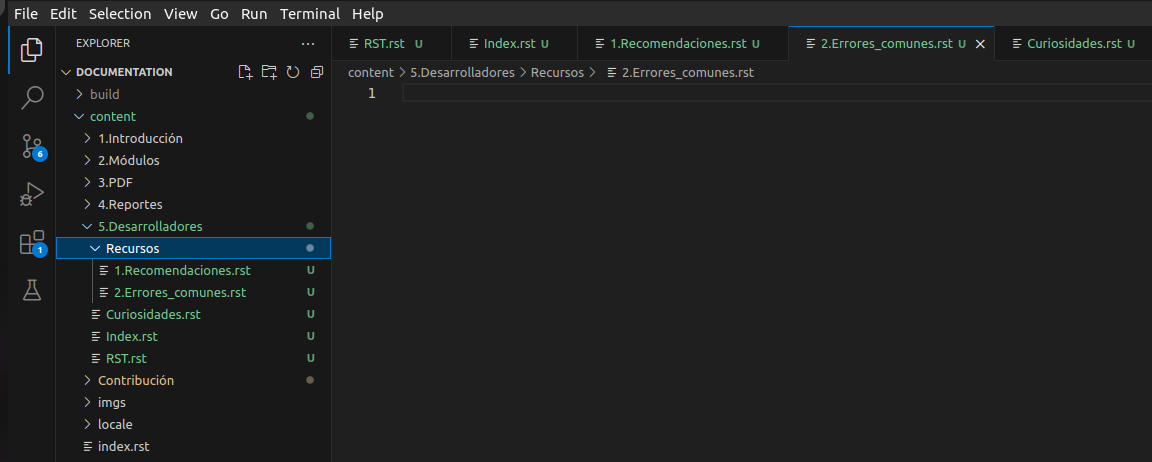 File Edit Selection View Go Run Terminal Help
EXPLORER ...
RST.rst U Index.rst U 1.Recomendaciones.rst U 2.Errores_comunes.rst U Curiosidades.rst U
DOCUMENTATION
content > 5.Desarrolladores > Recursos > 2.Errores_comunes.rst
1
build
content
1.Introducción
2.Módulos
3.PDF
4.Reportes
5.Desarrolladores
Recursos
1.Recomendaciones.rst U
2.Errores_comunes.rst U
Curiosidades.rst U
Index.rst U
RST.rst U
Contribución
imgs
locale
index.rst
6
1